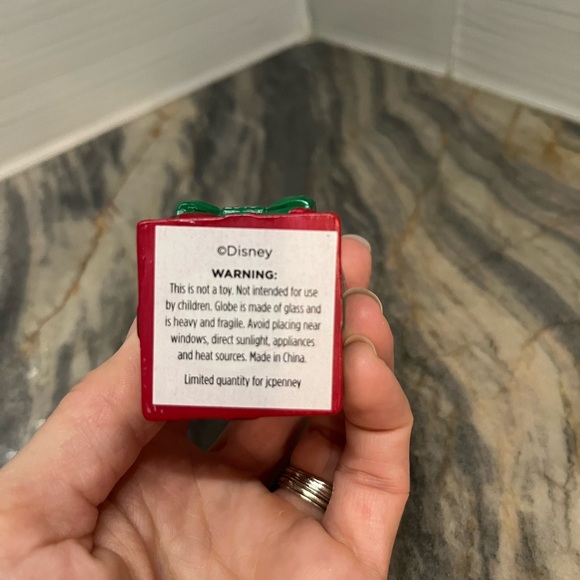 ©Disney
WARNING:
This is not a toy. Not intended for use
by children. Globe is made of glass and
is heavy and fragile. Avoid placing near
windows, direct sunlight, appliances
and heat sources. Made in China.
Limited quantity for jcpenney